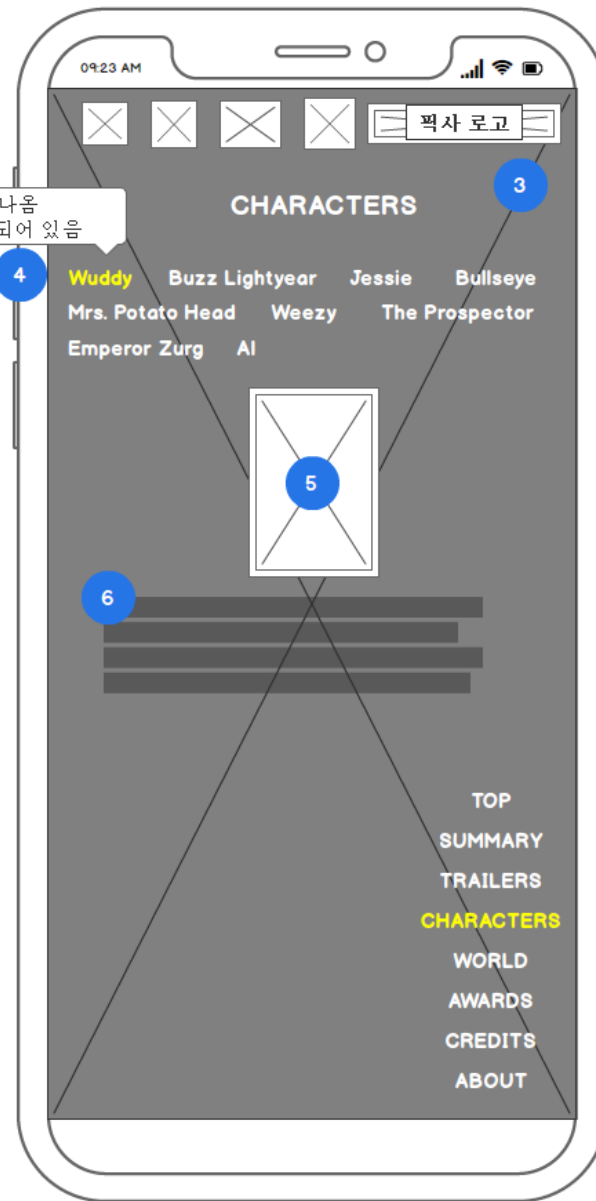 09:23 AM
픽사 로고
3
나옴
되어 있음
CHARACTERS
4
Wuddy Buzz Lightyear Jessie Bullseye
Mrs. Potato Head Weezy The Prospector
Emperor Zurg Al
5
6
TOP
SUMMARY
TRAILERS
CHARACTERS
WORLD
AWARDS
CREDITS
ABOUT